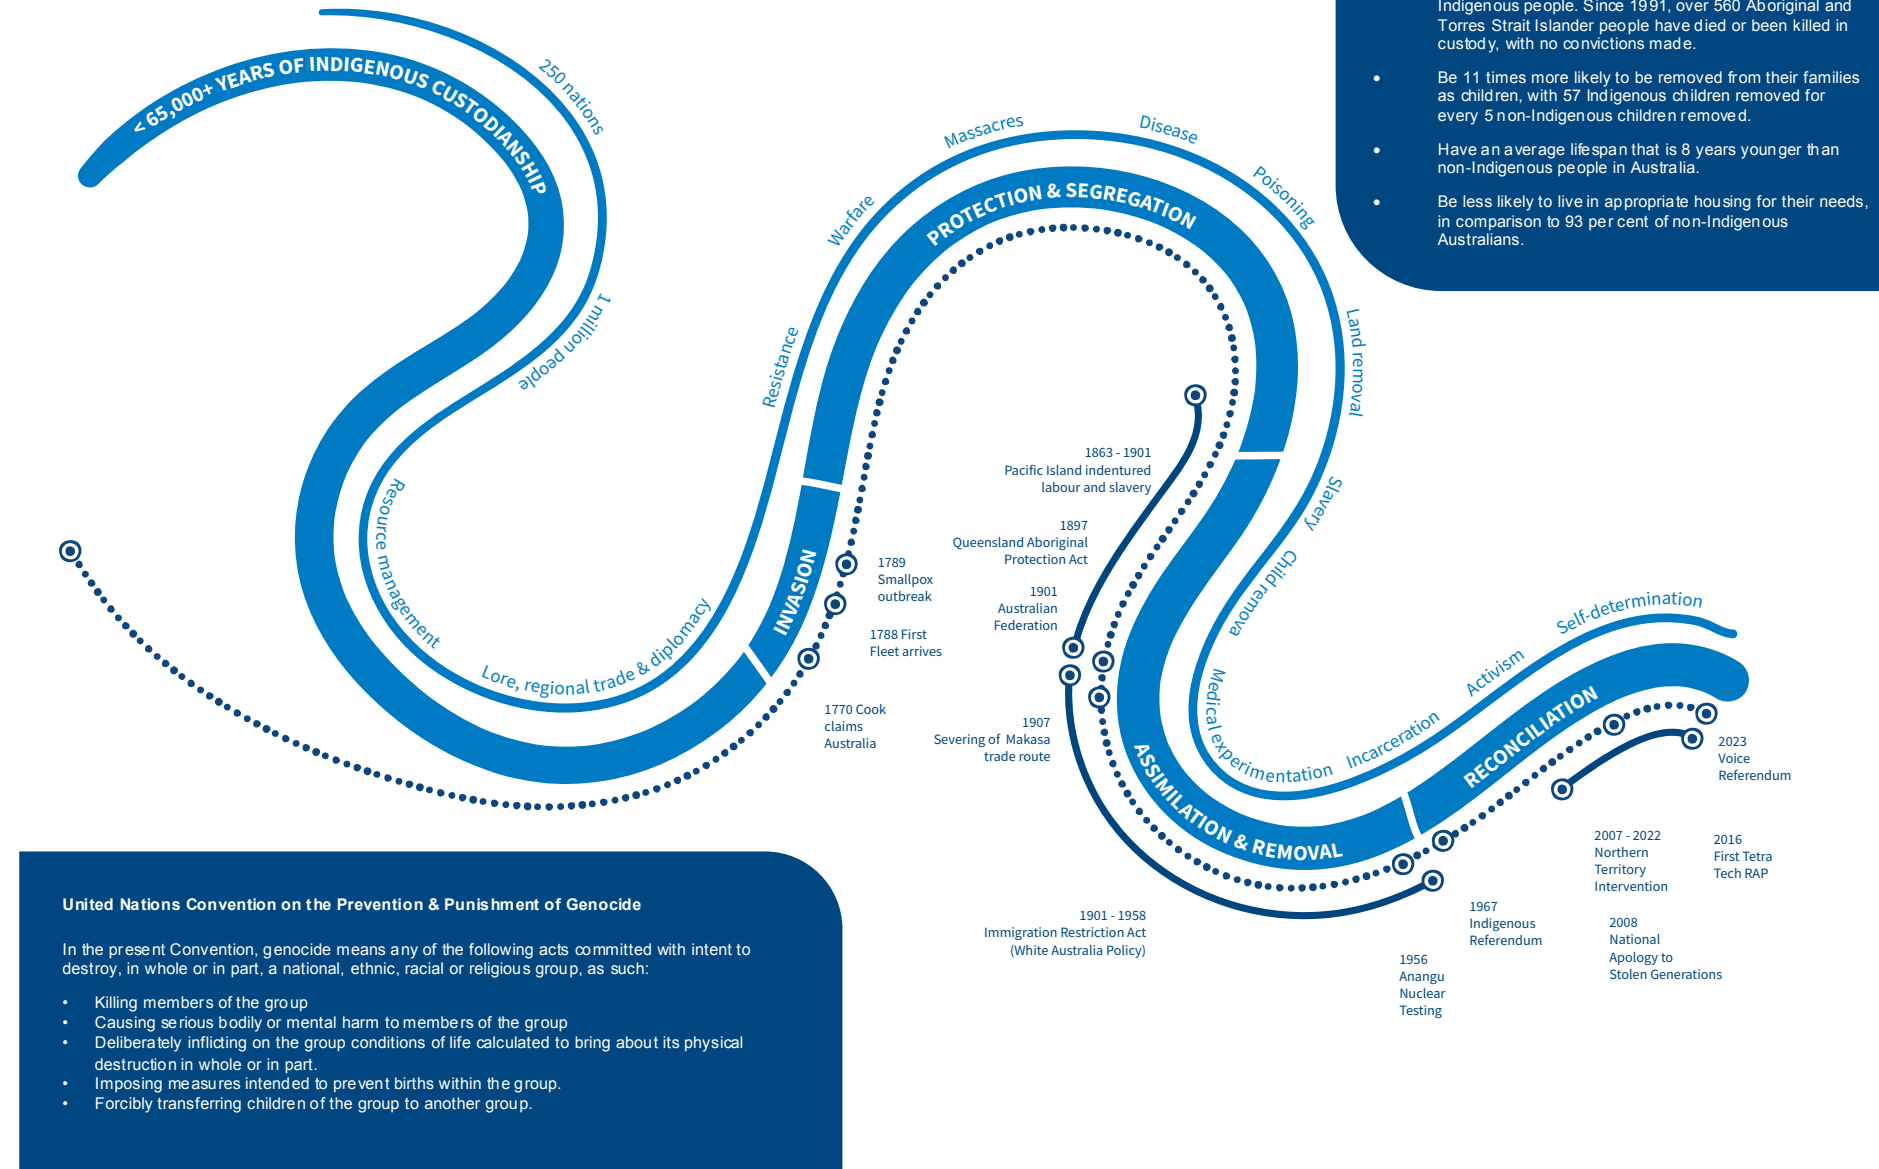 Indigenous people. Since 1991, over 560 Aboriginal and
Torres Strait Islander people have died or been killed in
custody, with no convictions made.
• Be 11 times more likely to be removed from their families
as children, with 57 Indigenous children removed for
every 5 non-Indigenous children removed.
• Have an average lifespan that is 8 years younger than
non-Indigenous people in Australia.
• Be less likely to live in appropriate housing for their needs,
in comparison to 93 per cent of non-Indigenous
Australians.
< 65,000+ YEARS OF INDIGENOUS CUSTODIANSHIP
250 nations
1 million people
Resource management
Lore, regional trade & diplomacy
INVASION
Resistance
Warfare
Massacres
Disease
Poisoning
Land removal
Slavery
Child remova
Medical experimentation
Incarceration
Activism
Self-determination
PROTECTION & SEGREGATION
ASSIMILATION & REMOVAL
RECONCILIATION
1770 Cook
claims
Australia
1788 First
Fleet arrives
1789
Smallpox
outbreak
1863 - 1901
Pacific Island indentured
labour and slavery
1897
Queensland Aboriginal
Protection Act
1901
Australian
Federation
1907
Severing of Makasa
trade route
1901 - 1958
Immigration Restriction Act
(White Australia Policy)
1956
Anangu
Nuclear
Testing
1967
Indigenous
Referendum
2007 - 2022
Northern
Territory
Intervention
2008
National
Apology to
Stolen Generations
2016
First Tetra
Tech RAP
2023
Voice
Referendum
United Nations Convention on the Prevention & Punishment of Genocide
In the present Convention, genocide means any of the following acts committed with intent to
destroy, in whole or in part, a national, ethnic, racial or religious group, as such:
• Killing members of the group
• Causing serious bodily or mental harm to members of the group
• Deliberately inflicting on the group conditions of life calculated to bring about its physical
destruction in whole or in part.
• Imposing measures intended to prevent births within the group.
• Forcibly transferring children of the group to another group.